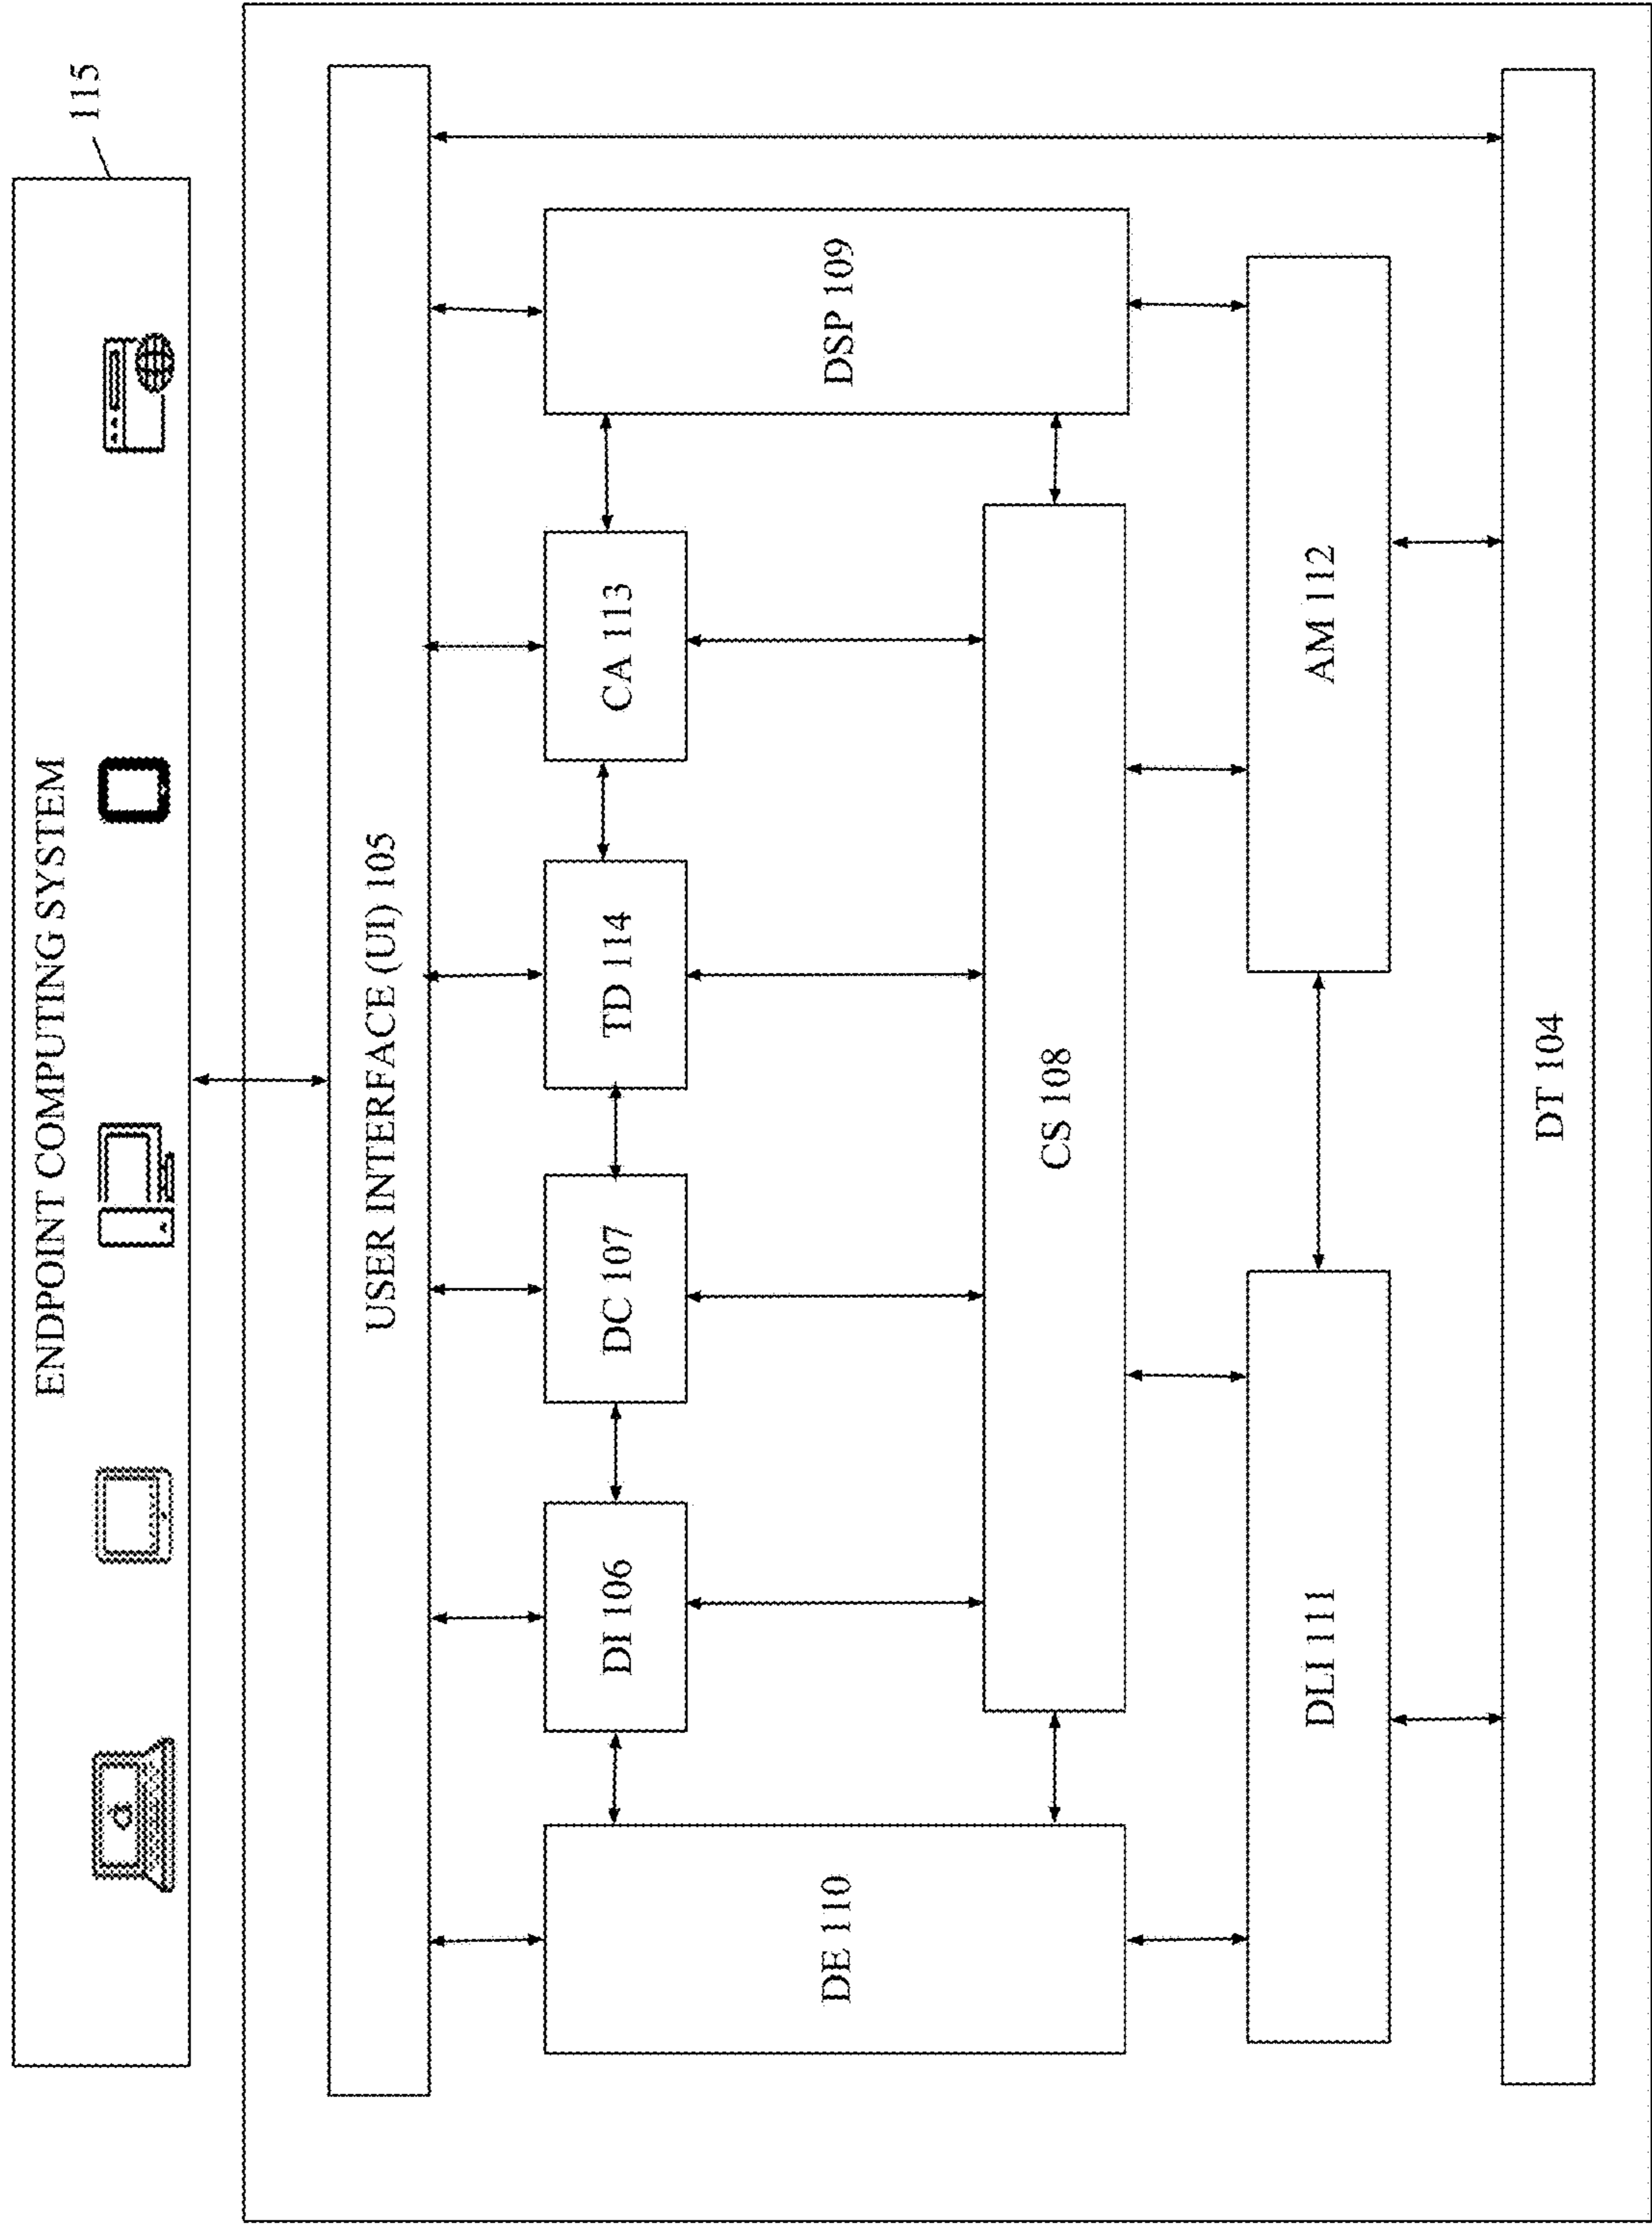 ENDPOINT COMPUTING SYSTEM
115
USER INTERFACE (UI) 105
DE 110
DI 106
DC 107
TD 114
CA 113
DSP 109
CS 108
DLI 111
AM 112
DT 104